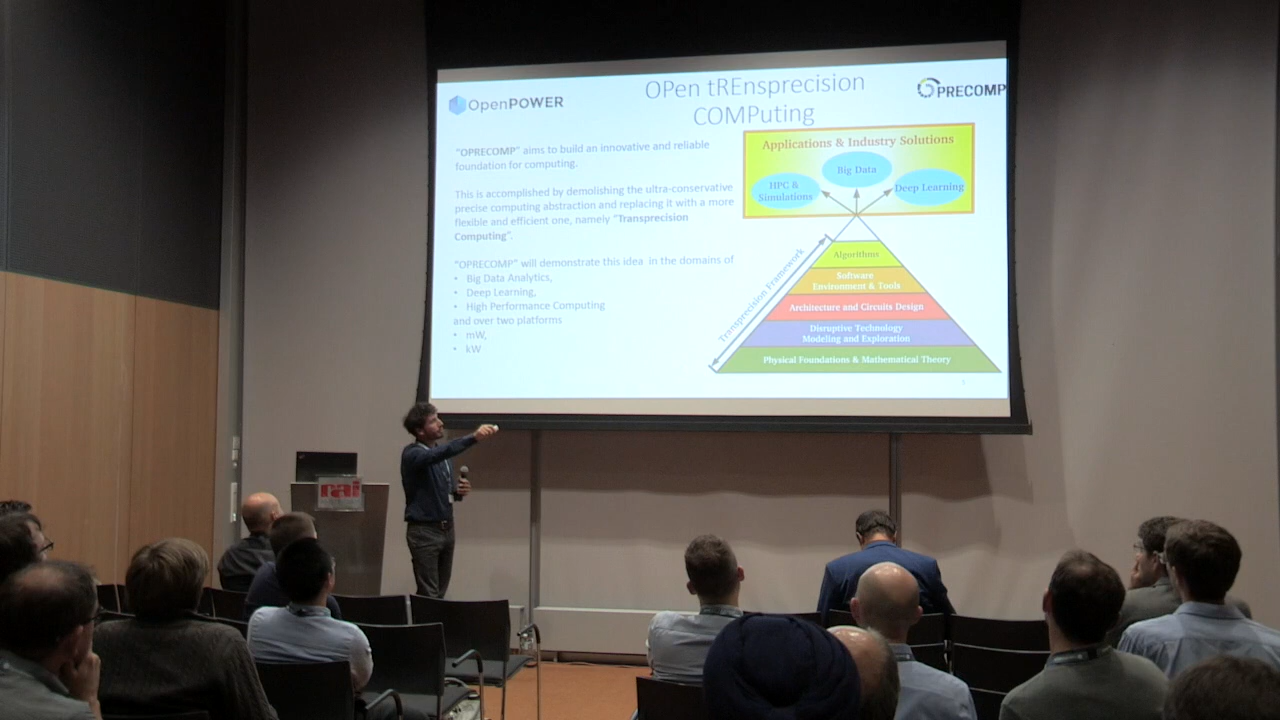 OpenPOWER
OPen tREnsprecision
COMPuting
OPRECOMP
"OPRECOMP" aims to build an innovative and reliable
foundation for computing.
This is accomplished by demolishing the ultra-conservative
precise computing abstraction and replacing it with a more
flexible and efficient one, namely "Transprecision
Computing".
"OPRECOMP" will demonstrate this idea in the domains of
• Big Data Analytics,
• Deep Learning,
• High Performance Computing
and over two platforms
• mW,
• kW
Applications & Industry Solutions
Big Data
HPC &
Simulations
Deep Learning
Transprecision Framework
Algorithms
Software
Environment & Tools
Architecture and Circuits Design
Disruptive Technology
Modeling and Exploration
Physical Foundations & Mathematical Theory
rai